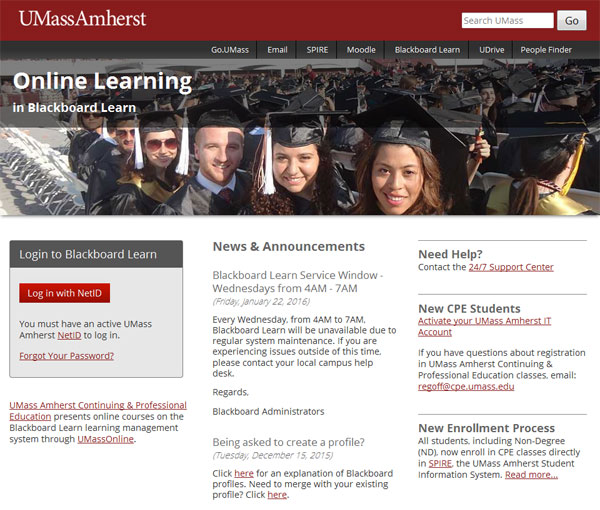 UMassAmherst
Search UMass
Go
Go.UMass
Email
SPIRE
Moodle
Blackboard Learn
UDrive
People Finder
Online Learning
in Blackboard Learn
Login to Blackboard Learn
Log in with NetID
You must have an active UMass
Amherst NetID to log in.
Forgot Your Password?
UMass Amherst Continuing & Professional
Education presents online courses on the
Blackboard Learn learning management
system through UMassOnline.
News & Announcements
Blackboard Learn Service Window -
Wednesdays from 4AM - 7AM
(Friday, January 22, 2016)
Every Wednesday, from 4AM to 7AM,
Blackboard Learn will be unavailable due to
regular system maintenance. If you are
experiencing issues outside of this time,
please contact your local campus help
desk.
Regards,
Blackboard Administrators
Being asked to create a profile?
(Tuesday, December 15, 2015)
Click here for an explanation of Blackboard
profiles. Need to merge with your existing
profile? Click here.
Need Help?
Contact the 24/7 Support Center
New CPE Students
Activate your UMass Amherst IT
Account
If you have questions about registration
in UMass Amherst Continuing &
Professional Education classes, email:
regoff@cpe.umass.edu
New Enrollment Process
All students, including Non-Degree
(ND), now enroll in CPE classes directly
in SPIRE, the UMass Amherst Student
Information System. Read more...